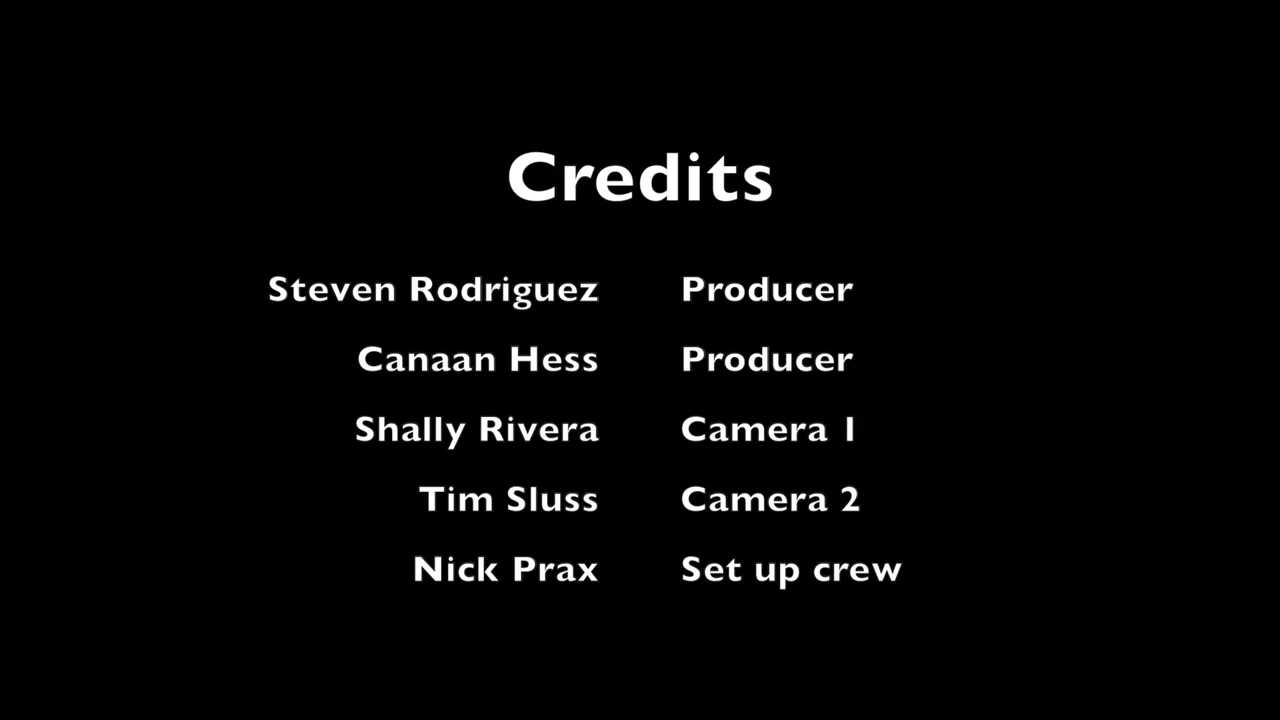 Credits
Steven Rodriguez Producer
Canaan Hess Producer
Shally Rivera Camera 1
Tim Sluss Camera 2
Nick Prax Set up crew